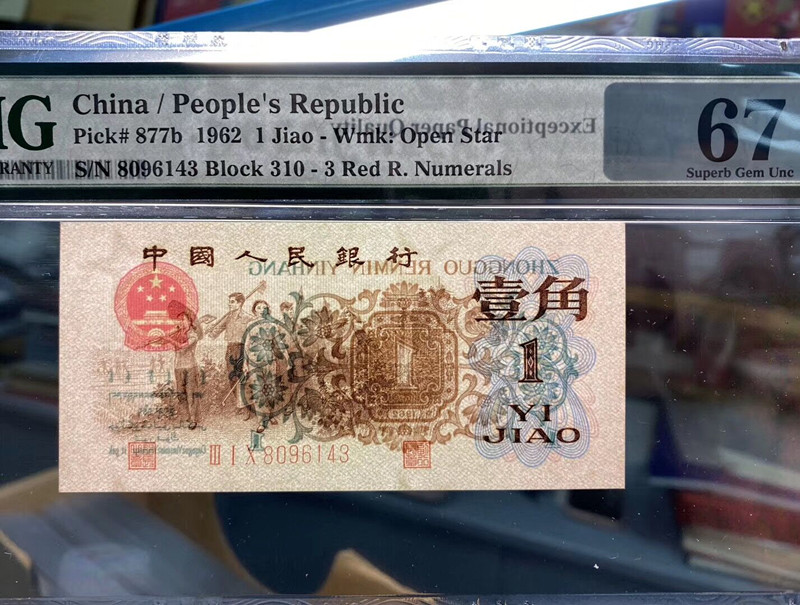 MG
China / People's Republic
Pick# 877b 1962 1 Jiao - Wmk: Open Star
S/N 8096143 Block 310 - 3 Red R. Numerals
RANTY
Exceptional Paper Quality
67
Superb Gem Unc
中國人民銀行
ZHONGGUO RENMIN YINHANG
壹角
1
1
YI
JIAO
1962
III I X 8096143